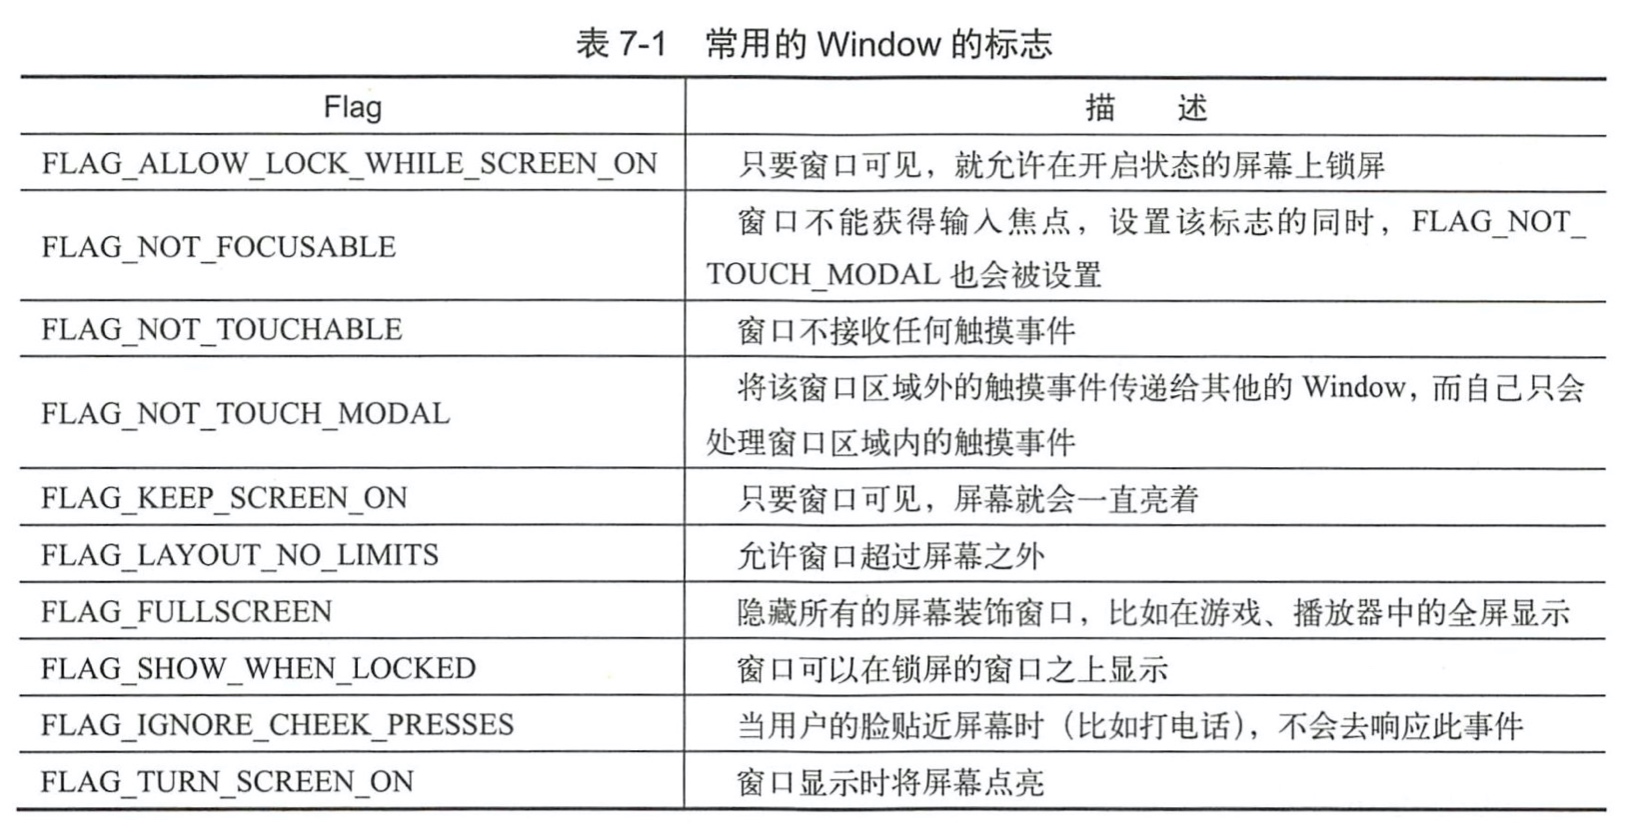 表 7-1 常用的 Window 的标志
Flag 描 述
FLAG_ALLOW_LOCK_WHILE_SCREEN_ON 只要窗口可见，就允许在开启状态的屏幕上锁屏
FLAG_NOT_FOCUSABLE 窗口不能获得输入焦点，设置该标志的同时，FLAG_NOT_
TOUCH_MODAL 也会被设置
FLAG_NOT_TOUCHABLE 窗口不接收任何触摸事件
FLAG_NOT_TOUCH_MODAL 将该窗口区域外的触摸事件传递给其他的 Window，而自己只会
处理窗口区域内的触摸事件
FLAG_KEEP_SCREEN_ON 只要窗口可见，屏幕就会一直亮着
FLAG_LAYOUT_NO_LIMITS 允许窗口超过屏幕之外
FLAG_FULLSCREEN 隐藏所有的屏幕装饰窗口，比如在游戏、播放器中的全屏显示
FLAG_SHOW_WHEN_LOCKED 窗口可以在锁屏的窗口之上显示
FLAG_IGNORE_CHEEK_PRESSES 当用户的脸贴近屏幕时（比如打电话），不会去响应此事件
FLAG_TURN_SCREEN_ON 窗口显示时将屏幕点亮